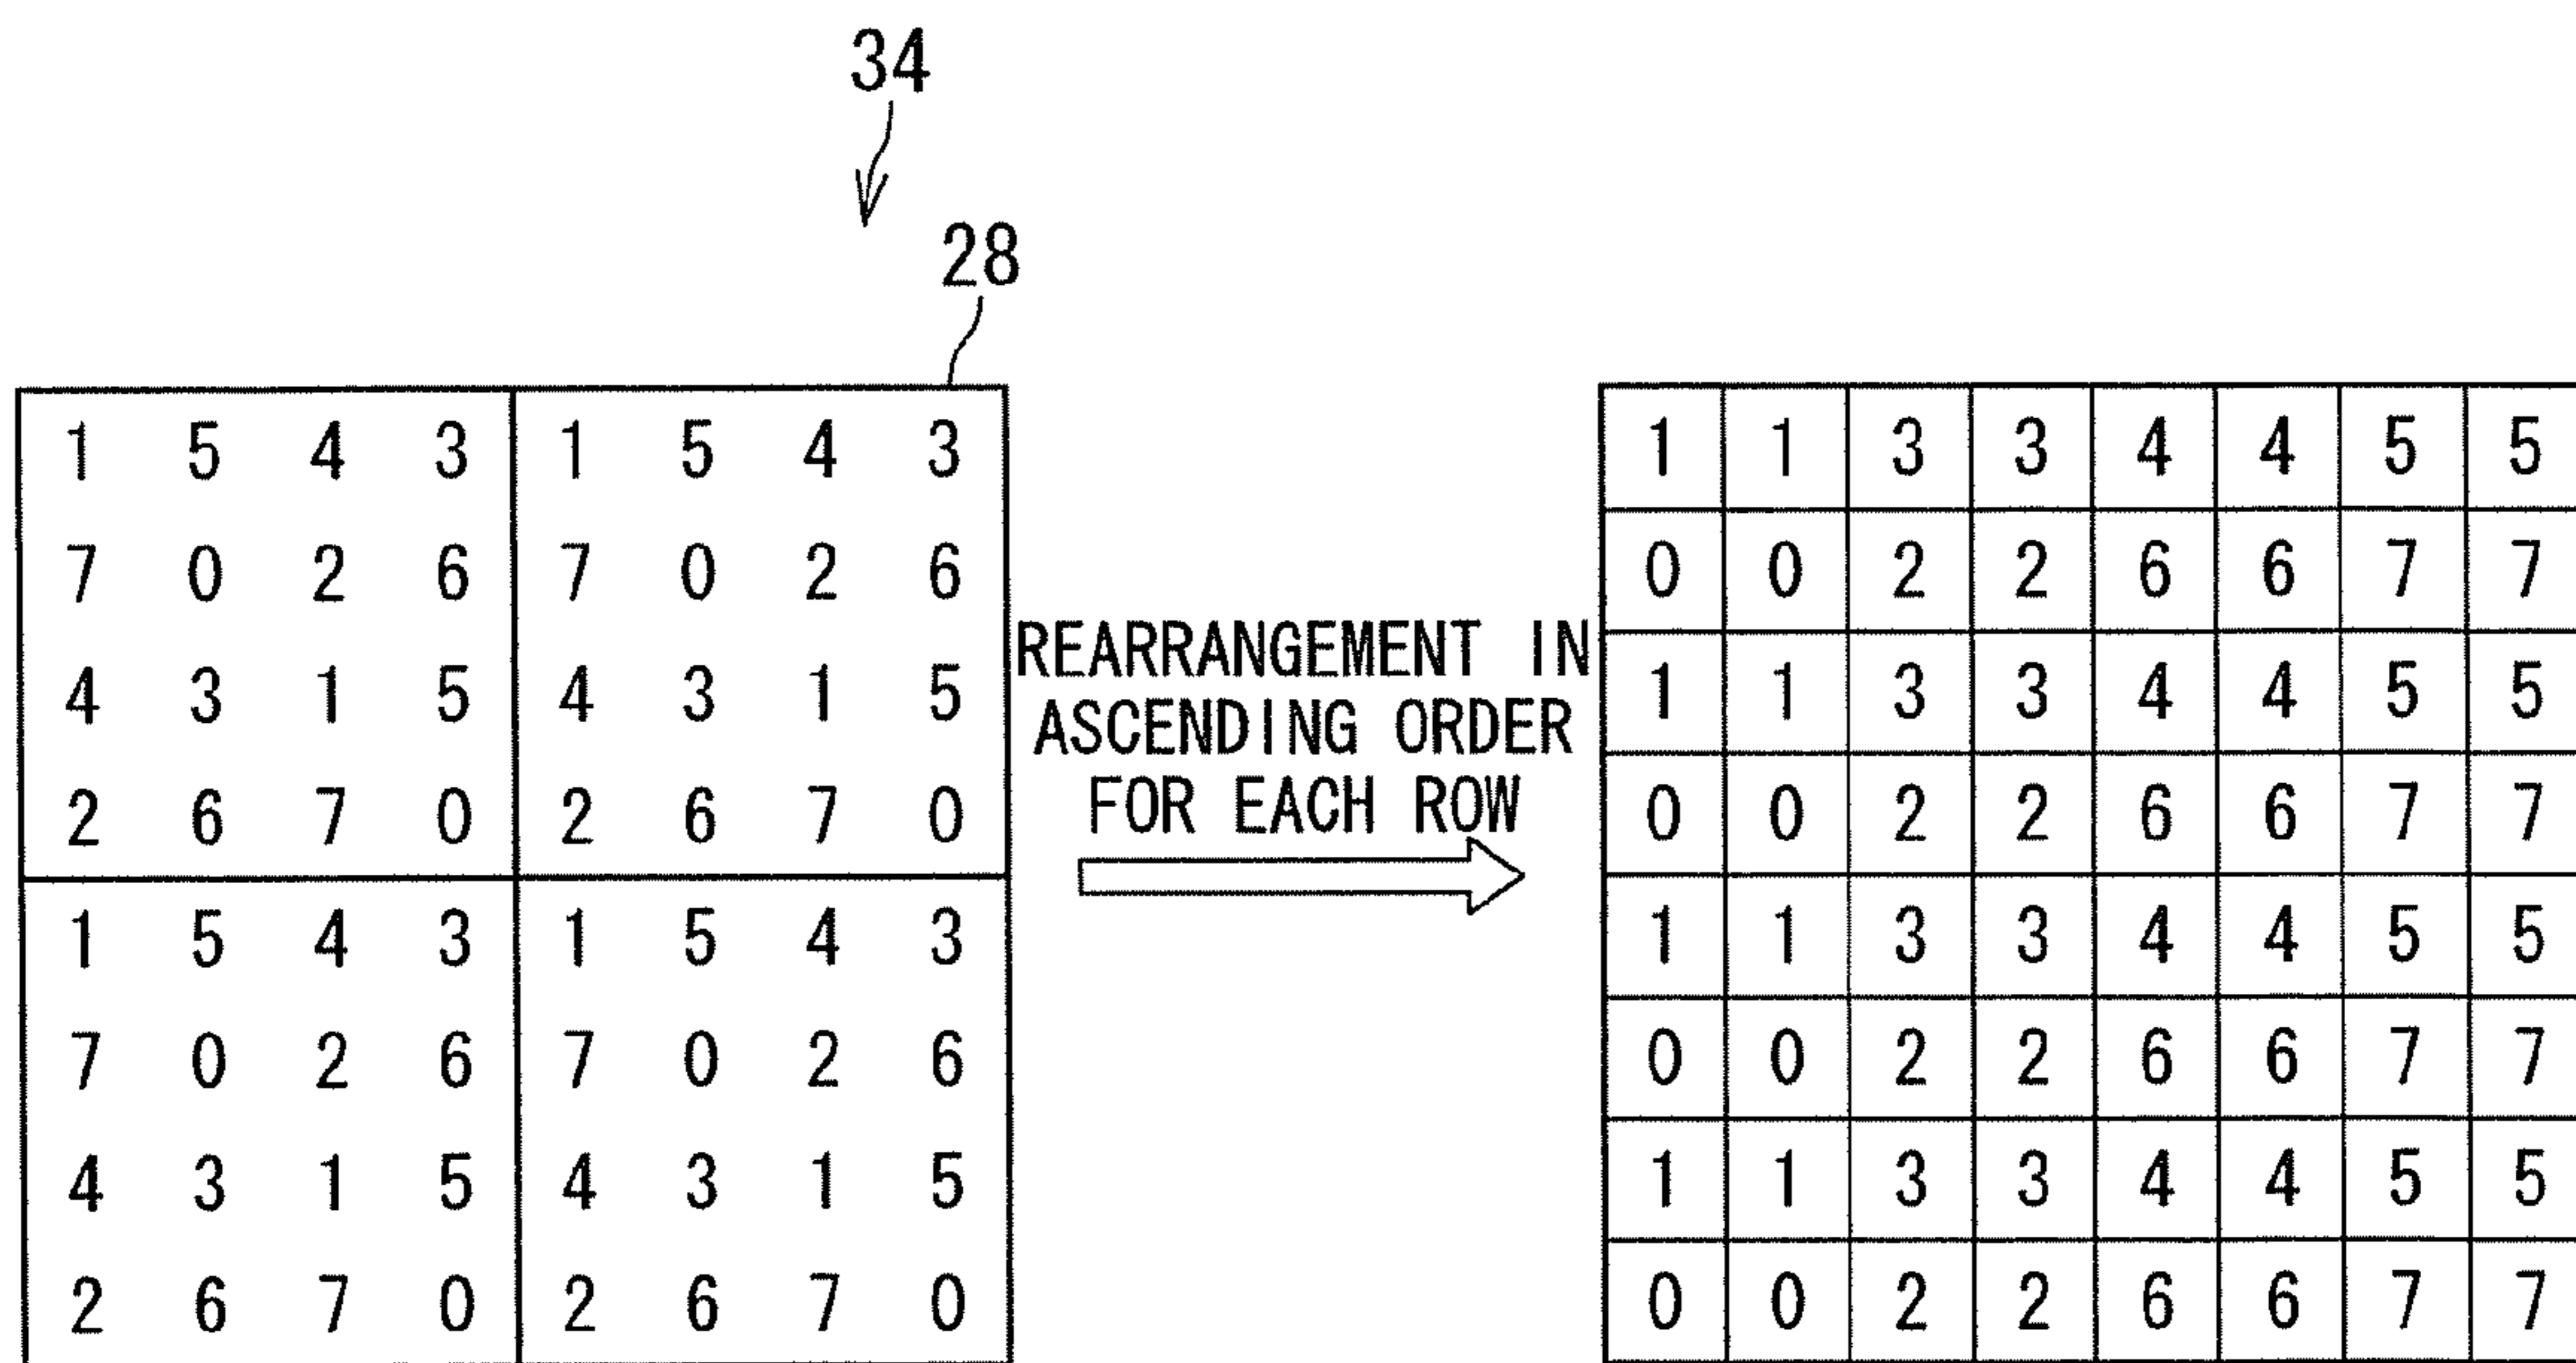 34
28
1 5 4 3 1 5 4 3
7 0 2 6 7 0 2 6
4 3 1 5 4 3 1 5
2 6 7 0 2 6 7 0
1 5 4 3 1 5 4 3
7 0 2 6 7 0 2 6
4 3 1 5 4 3 1 5
2 6 7 0 2 6 7 0
REARRANGEMENT IN
ASCENDING ORDER
FOR EACH ROW
1 1 3 3 4 4 5 5
0 0 2 2 6 6 7 7
1 1 3 3 4 4 5 5
0 0 2 2 6 6 7 7
1 1 3 3 4 4 5 5
0 0 2 2 6 6 7 7
1 1 3 3 4 4 5 5
0 0 2 2 6 6 7 7